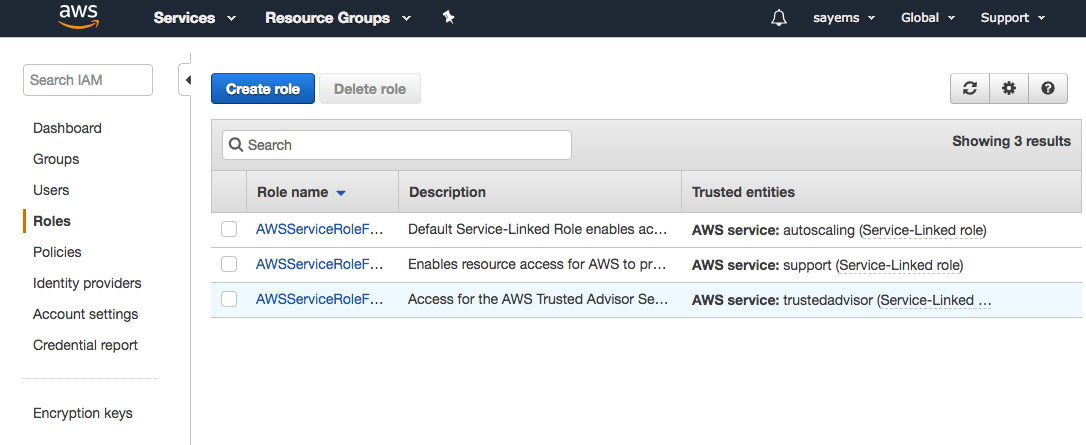 aws Services Resource Groups sayems Global Support
Search IAM
Dashboard
Groups
Users
Roles
Policies
Identity providers
Account settings
Credential report
Encryption keys
Create role Delete role
Search Showing 3 results
Role name Description Trusted entities
AWSServiceRoleF... Default Service-Linked Role enables ac... AWS service: autoscaling (Service-Linked role)
AWSServiceRoleF... Enables resource access for AWS to pr... AWS service: support (Service-Linked role)
AWSServiceRoleF... Access for the AWS Trusted Advisor Se... AWS service: trustedadvisor (Service-Linked ...